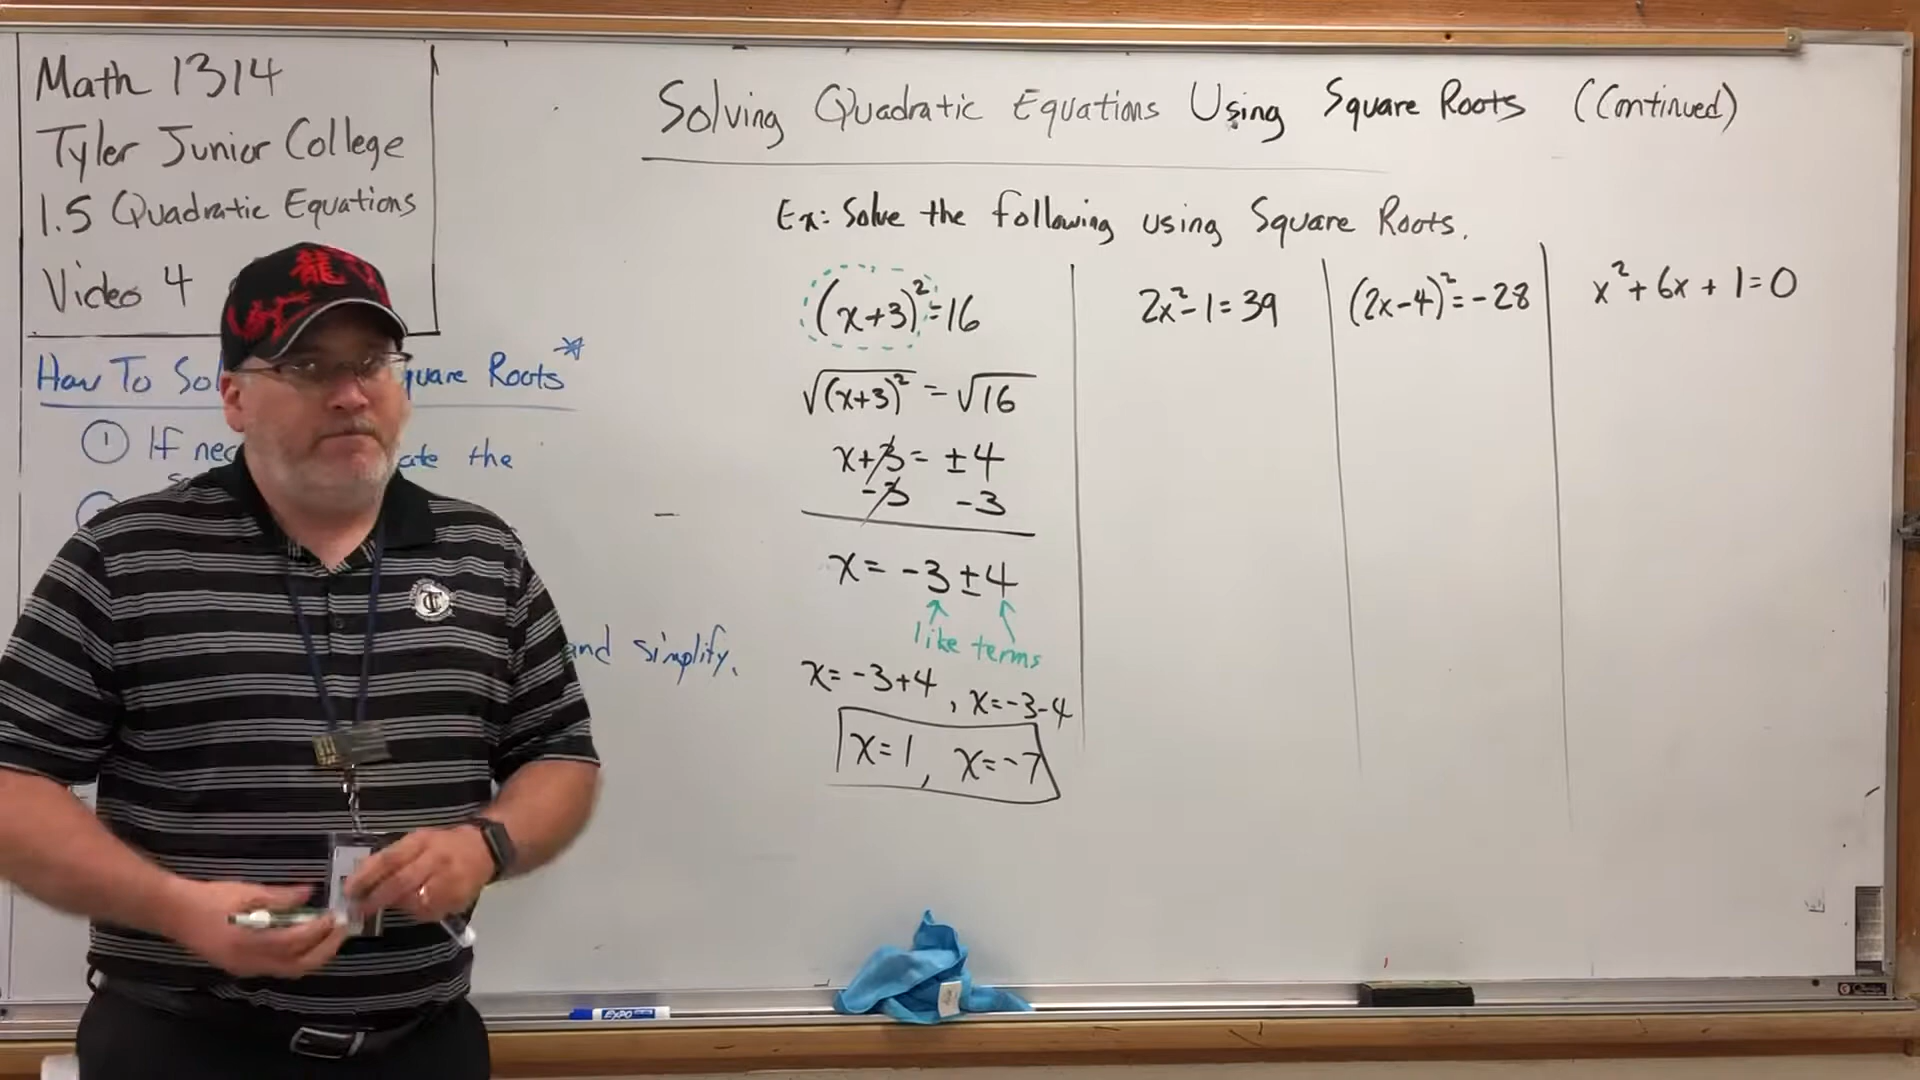 Math 1314
Tyler Junior College
1.5 Quadratic Equations
Video 4
How To Sol quare Roots*
① If nec ate the
and simplify.
Solving Quadratic Equations Using Square Roots (Continued)
Ex: Solve the following using Square Roots.
(x+3)²=16
√(x+3)² = √16
x+3= ±4
-3 -3
x= -3±4
like terms
x= -3+4 , x=-3-4
x=1, x=-7
2x²-1=39
(2x-4)²=-28
x²+6x+1=0
龍
EXPO